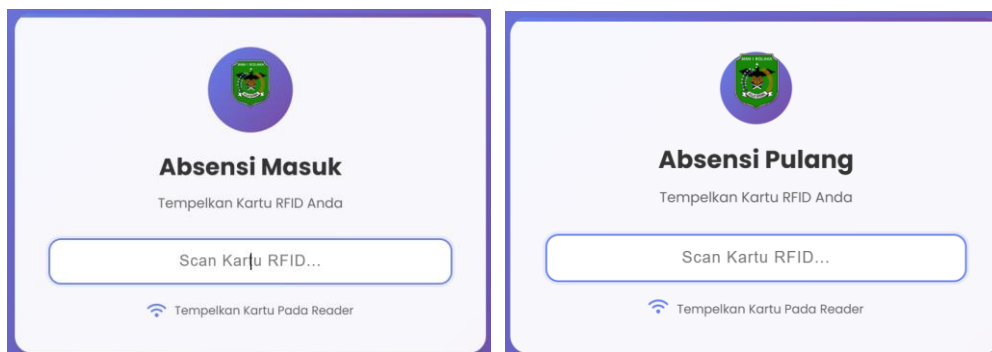 Absensi Masuk
Tempelkan Kartu RFID Anda
Scan Kartu RFID...
Tempelkan Kartu Pada Reader
Absensi Pulang
Tempelkan Kartu RFID Anda
Scan Kartu RFID...
Tempelkan Kartu Pada Reader